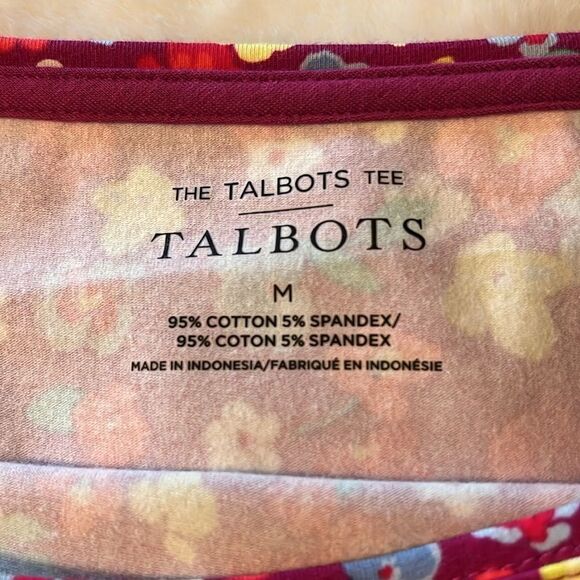 THE TALBOTS TEE
TALBOTS
M
95% COTTON 5% SPANDEX/
95% COTON 5% SPANDEX
MADE IN INDONESIA/FABRIQUÉ EN INDONÉSIE